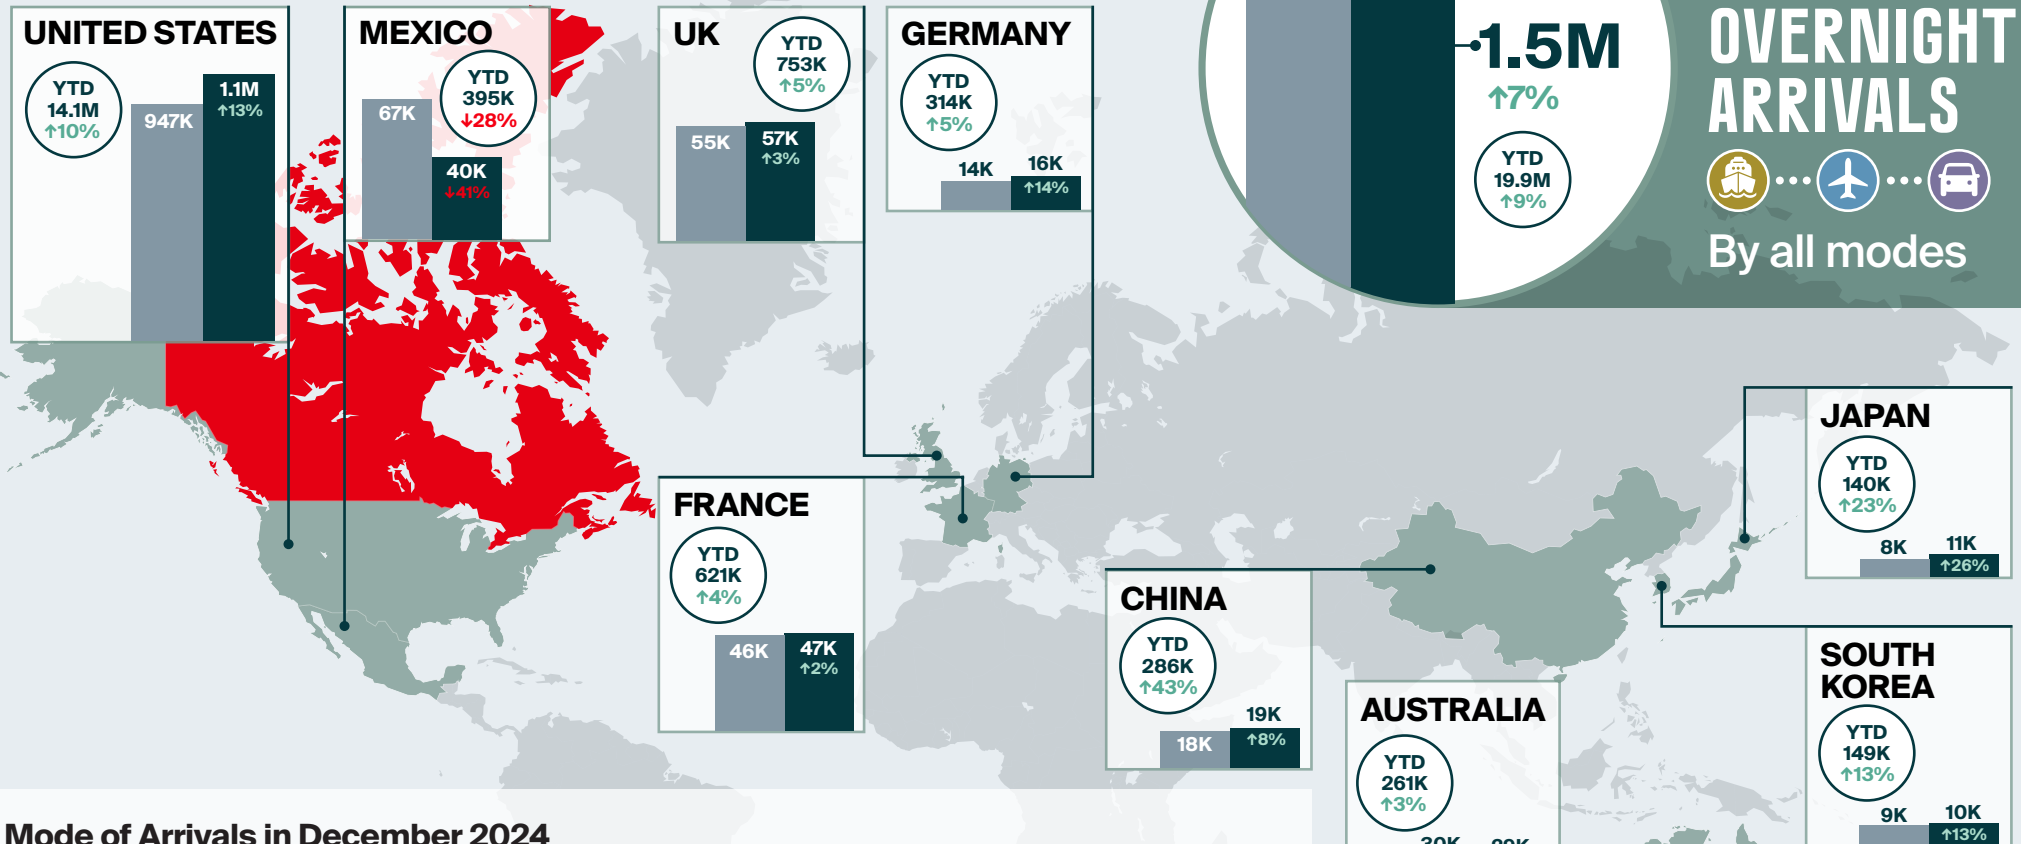 UNITED STATES
YTD
14.1M
↑10%
947K
1.1M
↑13%
MEXICO
YTD
395K
↓28%
67K
40K
↓41%
UK
YTD
753K
↑5%
55K
57K
↑3%
GERMANY
YTD
314K
↑5%
14K
16K
↑14%
1.5M
↑7%
YTD
19.9M
↑9%
OVERNIGHT
ARRIVALS
By all modes
FRANCE
YTD
621K
↑4%
46K
47K
↑2%
CHINA
YTD
286K
↑43%
18K
19K
↑8%
JAPAN
YTD
140K
↑23%
8K
11K
↑26%
AUSTRALIA
YTD
261K
↑3%
SOUTH
KOREA
YTD
149K
↑13%
9K
10K
↑13%
Mode of Arrivals in December 2024